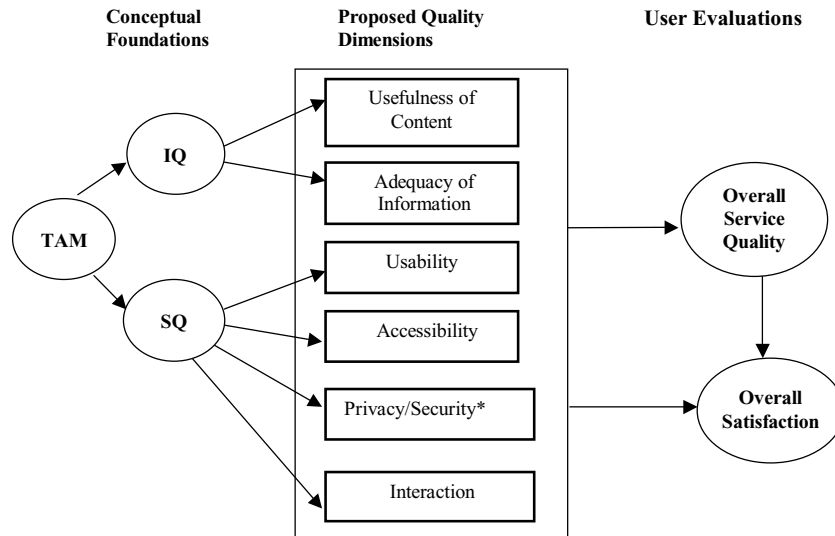 Conceptual
Foundations
Proposed Quality
Dimensions
User Evaluations
TAM
IQ
SQ
Usefulness of
Content
Adequacy of
Information
Usability
Accessibility
Privacy/Security*
Interaction
Overall
Service
Quality
Overall
Satisfaction